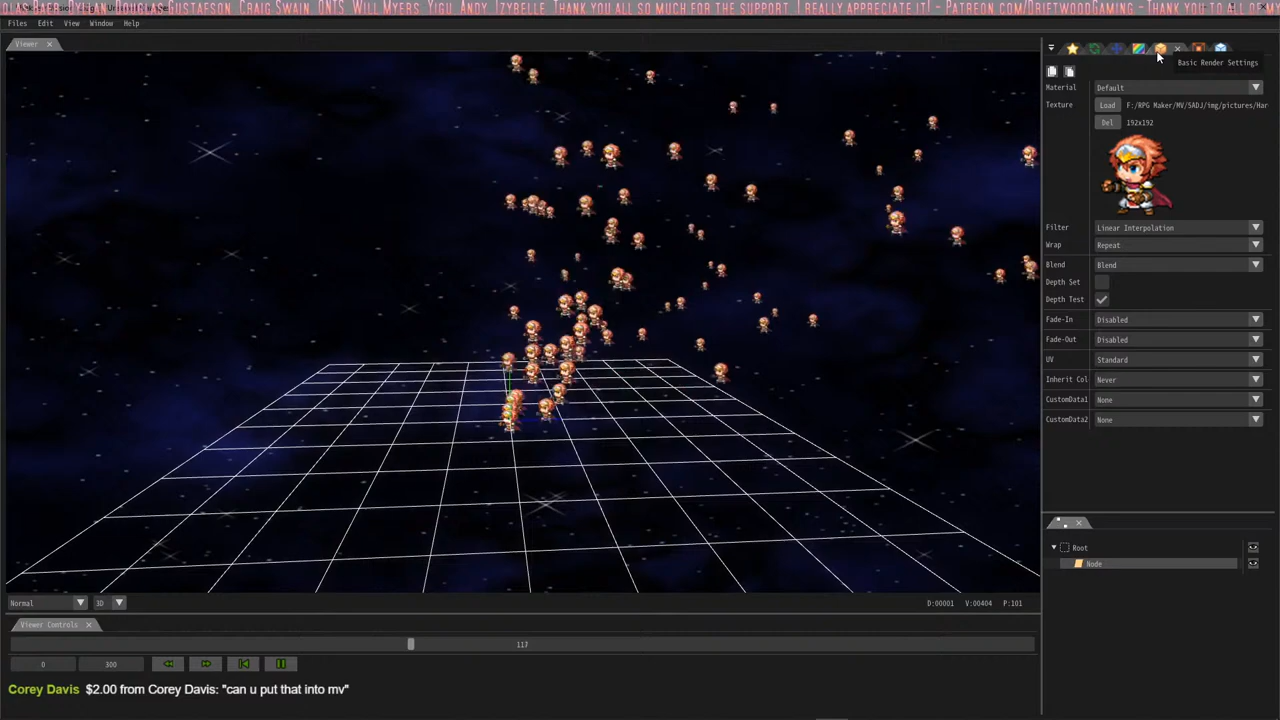 Gustafson, Craig Swain, ONTS, Will Myers, Yigu, Andy, Izybelle Thank you all so much for the support, I really appreciate it! - Patreon.com/DriftwoodGaming - Thank you to all of my
Files Edit View Window Help
Viewer
Basic Render Settings
Material Default
Texture Load F:/RPG Maker/MV/SADJ/img/pictures/Har
Del 192x192
Filter Linear Interpolation
Wrap Repeat
Blend Blend
Depth Set
Depth Test
Fade-In Disabled
Fade-Out Disabled
UV Standard
Inherit Col Never
CustomData1 None
CustomData2 None
Root
Node
Normal 3D D:00001 V:00404 P:101
Viewer Controls
117
0 300
Corey Davis $2.00 from Corey Davis: "can u put that into mv"